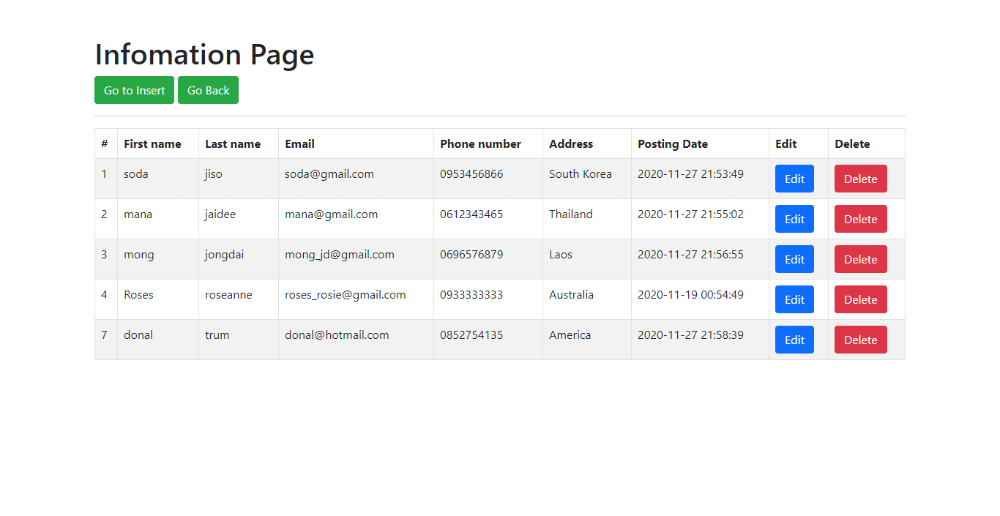 Infomation Page
Go to Insert Go Back
# First name Last name Email Phone number Address Posting Date Edit Delete
1 soda jiso soda@gmail.com 0953456866 South Korea 2020-11-27 21:53:49 Edit Delete
2 mana jaidee mana@gmail.com 0612343465 Thailand 2020-11-27 21:55:02 Edit Delete
3 mong jongdai mong_jd@gmail.com 0696576879 Laos 2020-11-27 21:56:55 Edit Delete
4 Roses roseanne roses_rosie@gmail.com 0933333333 Australia 2020-11-19 00:54:49 Edit Delete
7 donal trum donal@hotmail.com 0852754135 America 2020-11-27 21:58:39 Edit Delete